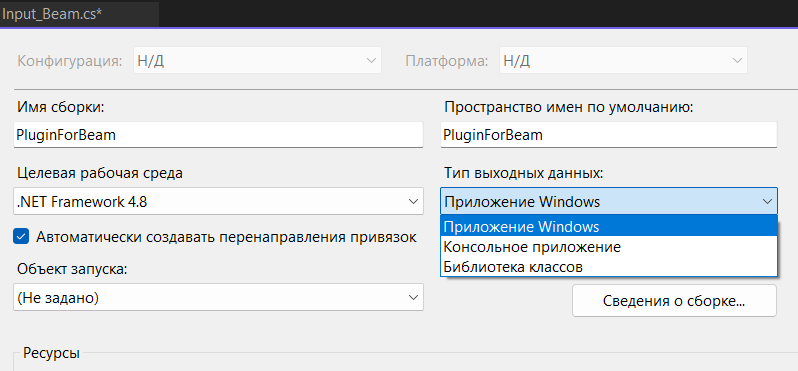 Input_Beam.cs*
Конфигурация: Н/Д Платформа: Н/Д
Имя сборки: Пространство имен по умолчанию:
PluginForBeam PluginForBeam
Целевая рабочая среда Тип выходных данных:
.NET Framework 4.8 Приложение Windows
Приложение Windows
Автоматически создавать перенаправления привязок Консольное приложение
Объект запуска: Библиотека классов
(Не задано) Сведения о сборке...
Ресурсы